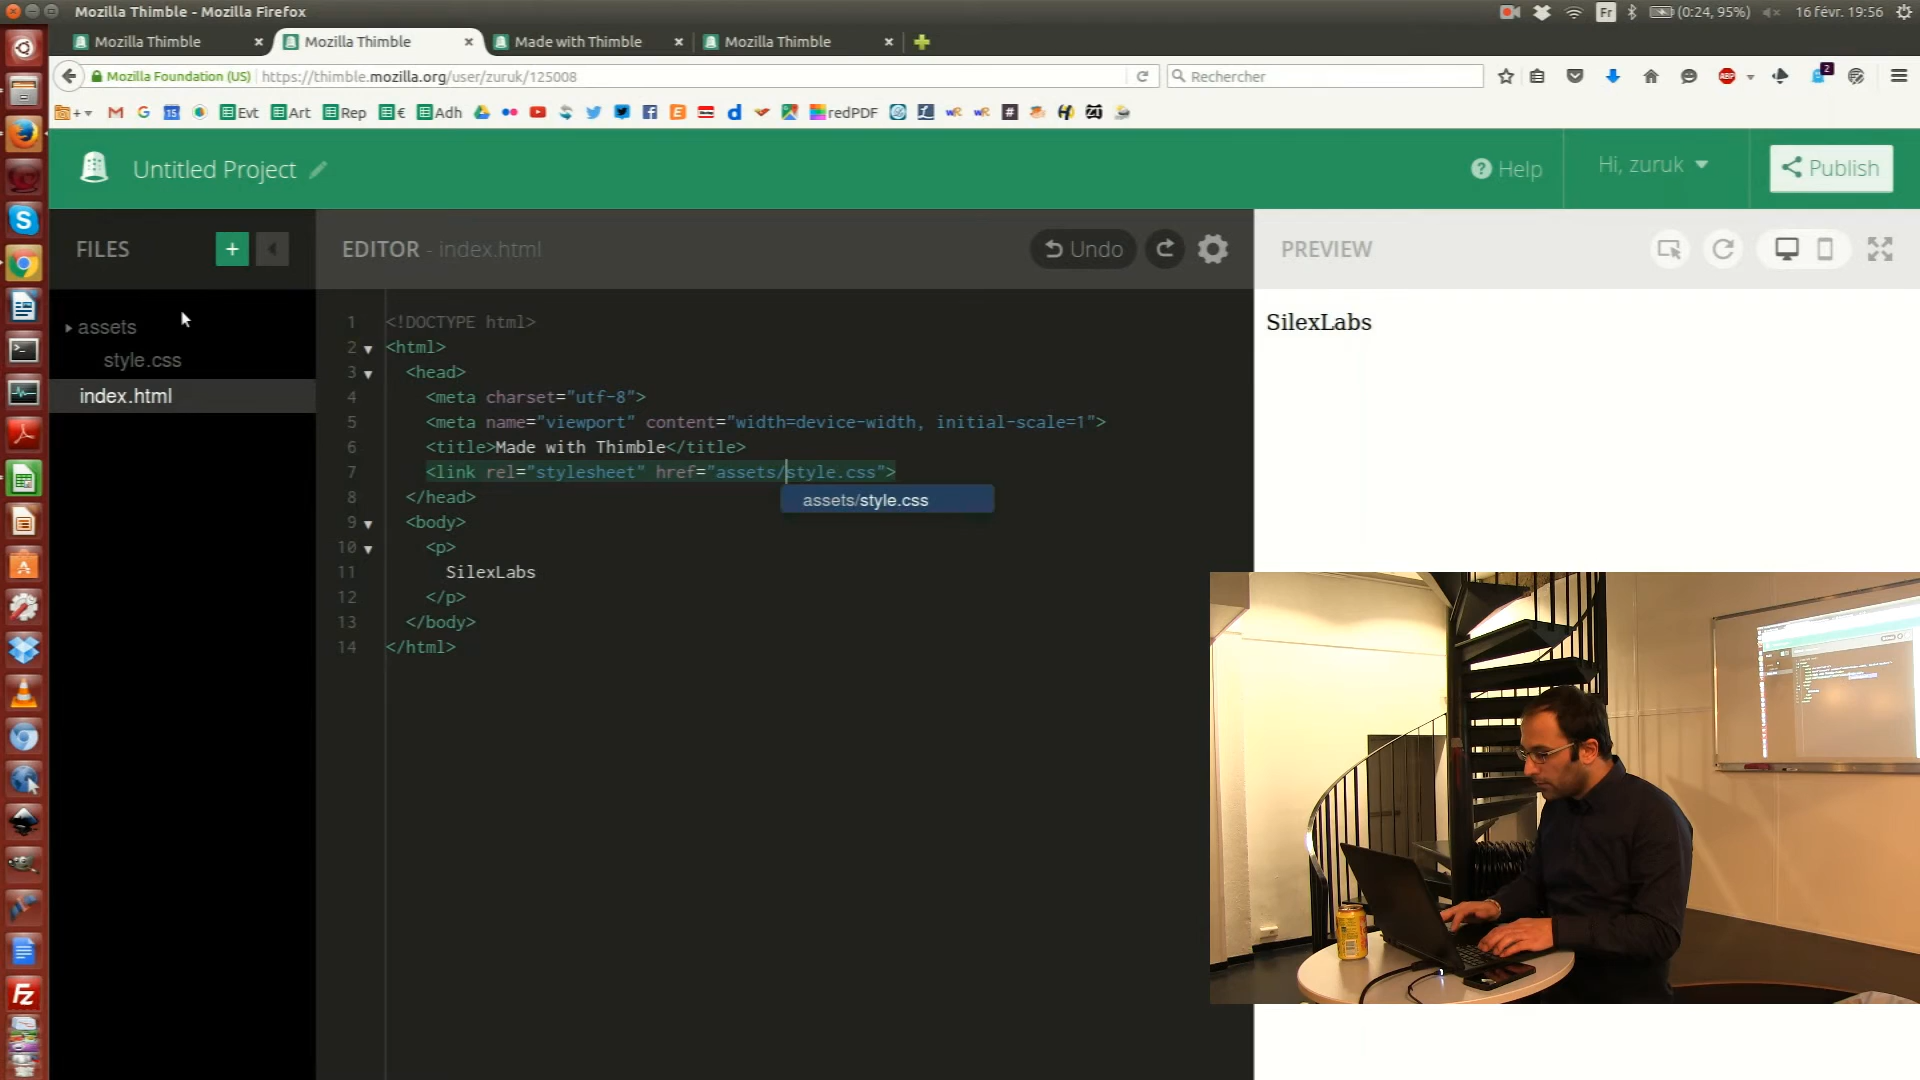 Mozilla Thimble - Mozilla Firefox
Fr (0:24, 95%) 16 févr. 19:56
Mozilla Thimble
Mozilla Thimble
Made with Thimble
Mozilla Thimble
Mozilla Foundation (US) https://thimble.mozilla.org/user/zuruk/125008
Rechercher
ABP
2
G 15 Evt Art Rep € Adh
redPDF
Untitled Project
Help
Hi, zuruk
Publish
FILES +
EDITOR - index.html
Undo
PREVIEW
assets
style.css
index.html
1 <!DOCTYPE html>
2 <html>
3 <head>
4 <meta charset="utf-8">
5 <meta name="viewport" content="width=device-width, initial-scale=1">
6 <title>Made with Thimble</title>
7 <link rel="stylesheet" href="assets/style.css">
assets/style.css
8 </head>
9 <body>
10 <p>
11 SilexLabs
12 </p>
13 </body>
14 </html>
SilexLabs